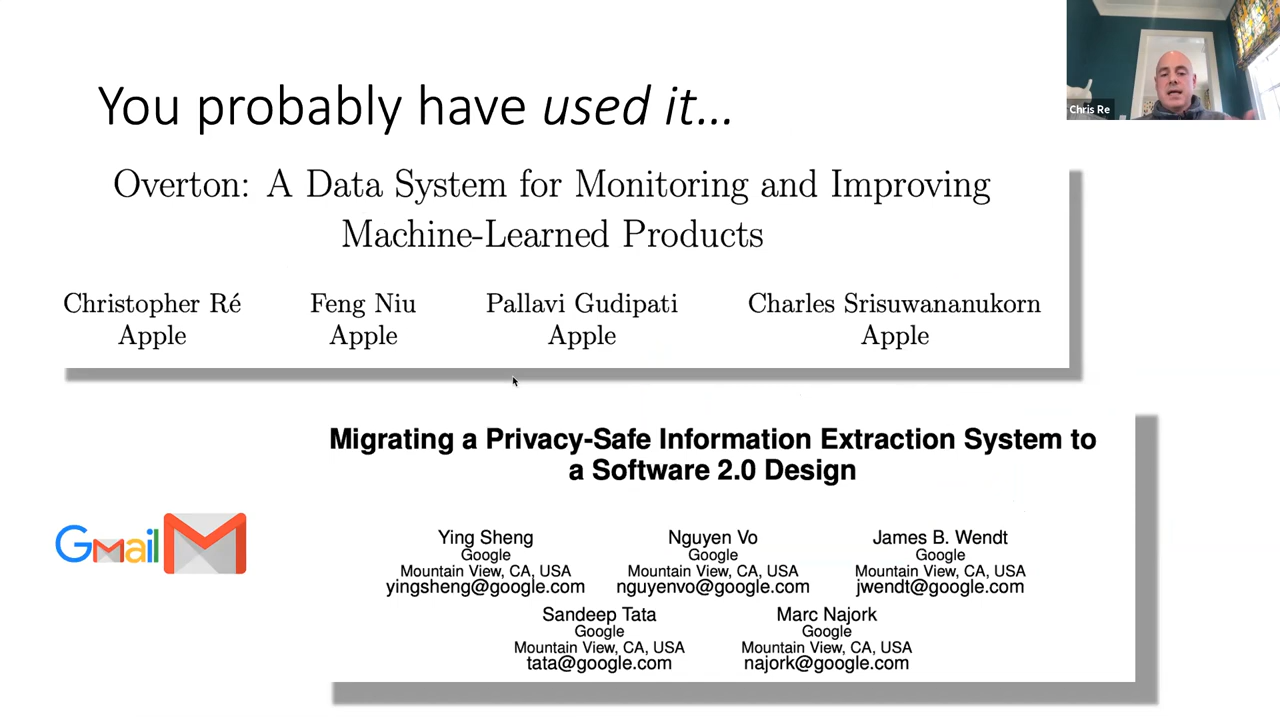 You probably have used it...
Chris Re
Overton: A Data System for Monitoring and Improving
Machine-Learned Products
Christopher Ré
Apple
Feng Niu
Apple
Pallavi Gudipati
Apple
Charles Srisuwananukorn
Apple
Migrating a Privacy-Safe Information Extraction System to
a Software 2.0 Design
Gmail
Ying Sheng
Google
Mountain View, CA, USA
yingsheng@google.com
Nguyen Vo
Google
Mountain View, CA, USA
nguyenvo@google.com
James B. Wendt
Google
Mountain View, CA, USA
jwendt@google.com
Sandeep Tata
Google
Mountain View, CA, USA
tata@google.com
Marc Najork
Google
Mountain View, CA, USA
najork@google.com